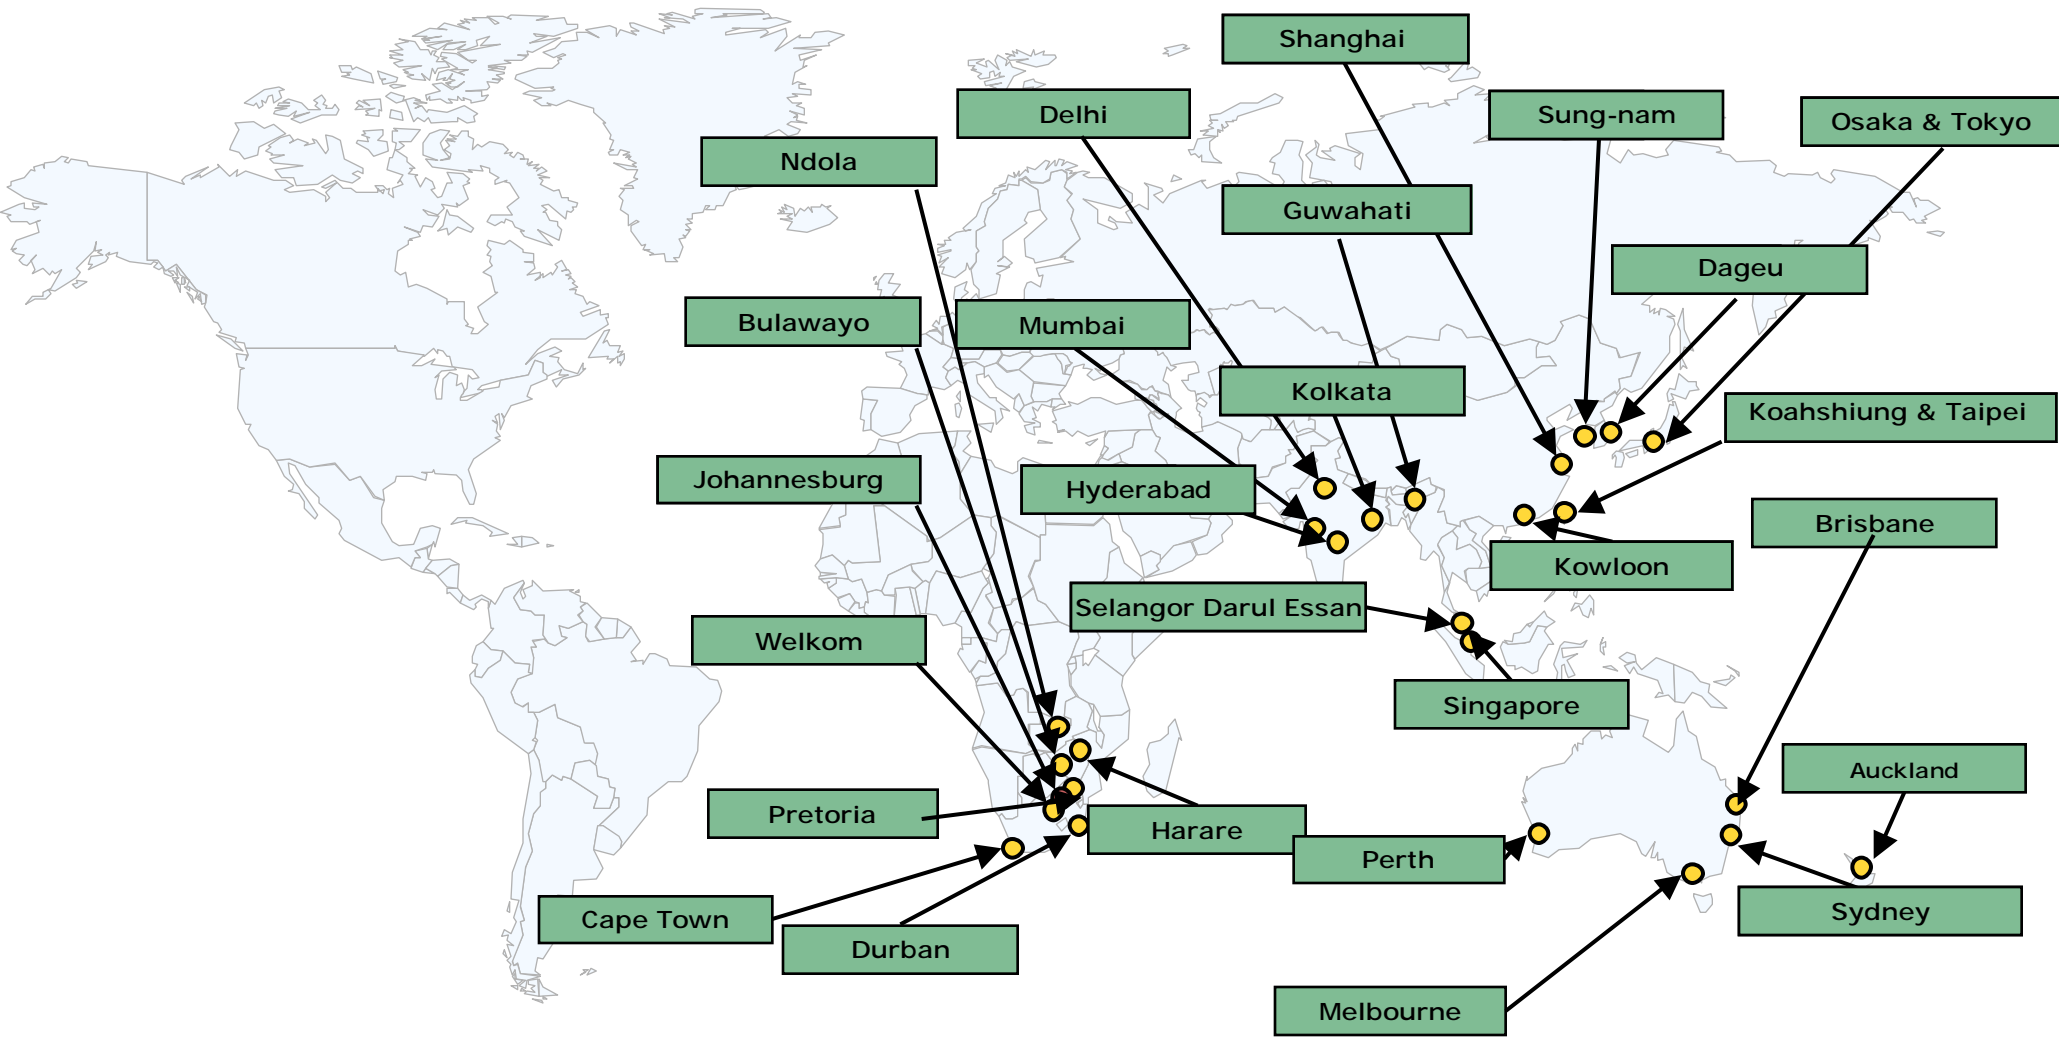 Shanghai
Delhi
Sung-nam
Osaka & Tokyo
Ndola
Guwahati
Dageu
Bulawayo
Mumbai
Kolkata
Koahshiung & Taipei
Johannesburg
Hyderabad
Brisbane
Kowloon
Selangor Darul Essan
Welkom
Singapore
Auckland
Pretoria
Harare
Perth
Cape Town
Sydney
Durban
Melbourne